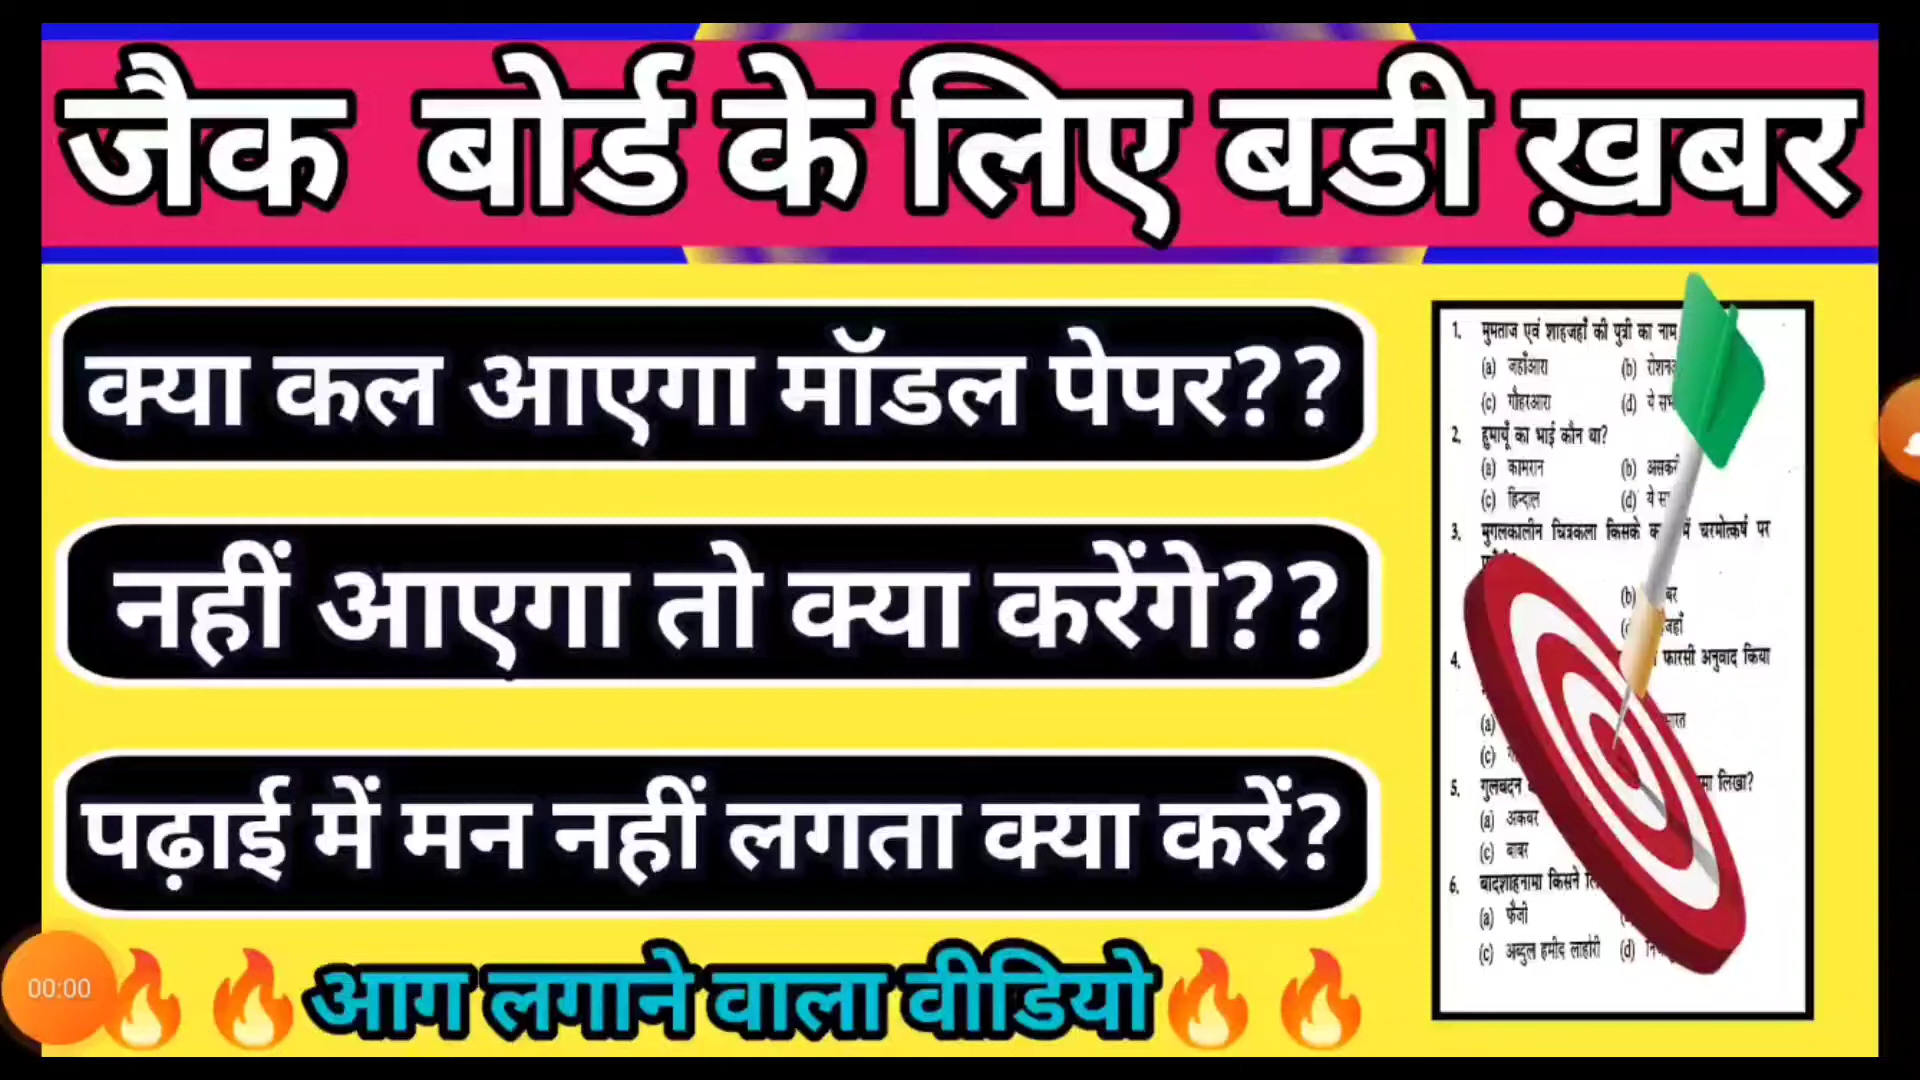 जैक बोर्ड के लिए बडी ख़बर
क्या कल आएगा मॉडल पेपर??
नहीं आएगा तो क्या करेंगे??
पढ़ाई में मन नहीं लगता क्या करें?
आग लगाने वाला वीडियो
00:00
1. मुमताज एवं शाहजहाँ की पुत्री का नाम
(a) जहाँआरा (b)
(c) गौहरआरा (d) ये
2. हुमायूँ का भाई कौन था?
(a) कामरान (b)
(c) हिन्दाल (d) ये
3. मुगलकालीन चित्रकला किसके में चरमोत्कर्ष पर
(b)
4. फारसी अनुवाद किया
(a)
(c)
5. गुलबदन लिखा?
(a) अकबर
(c) बाबर
6. बादशाहनामा किसने
(a) फैजी
(c) अब्दुल हमीद लाहोरी (d)